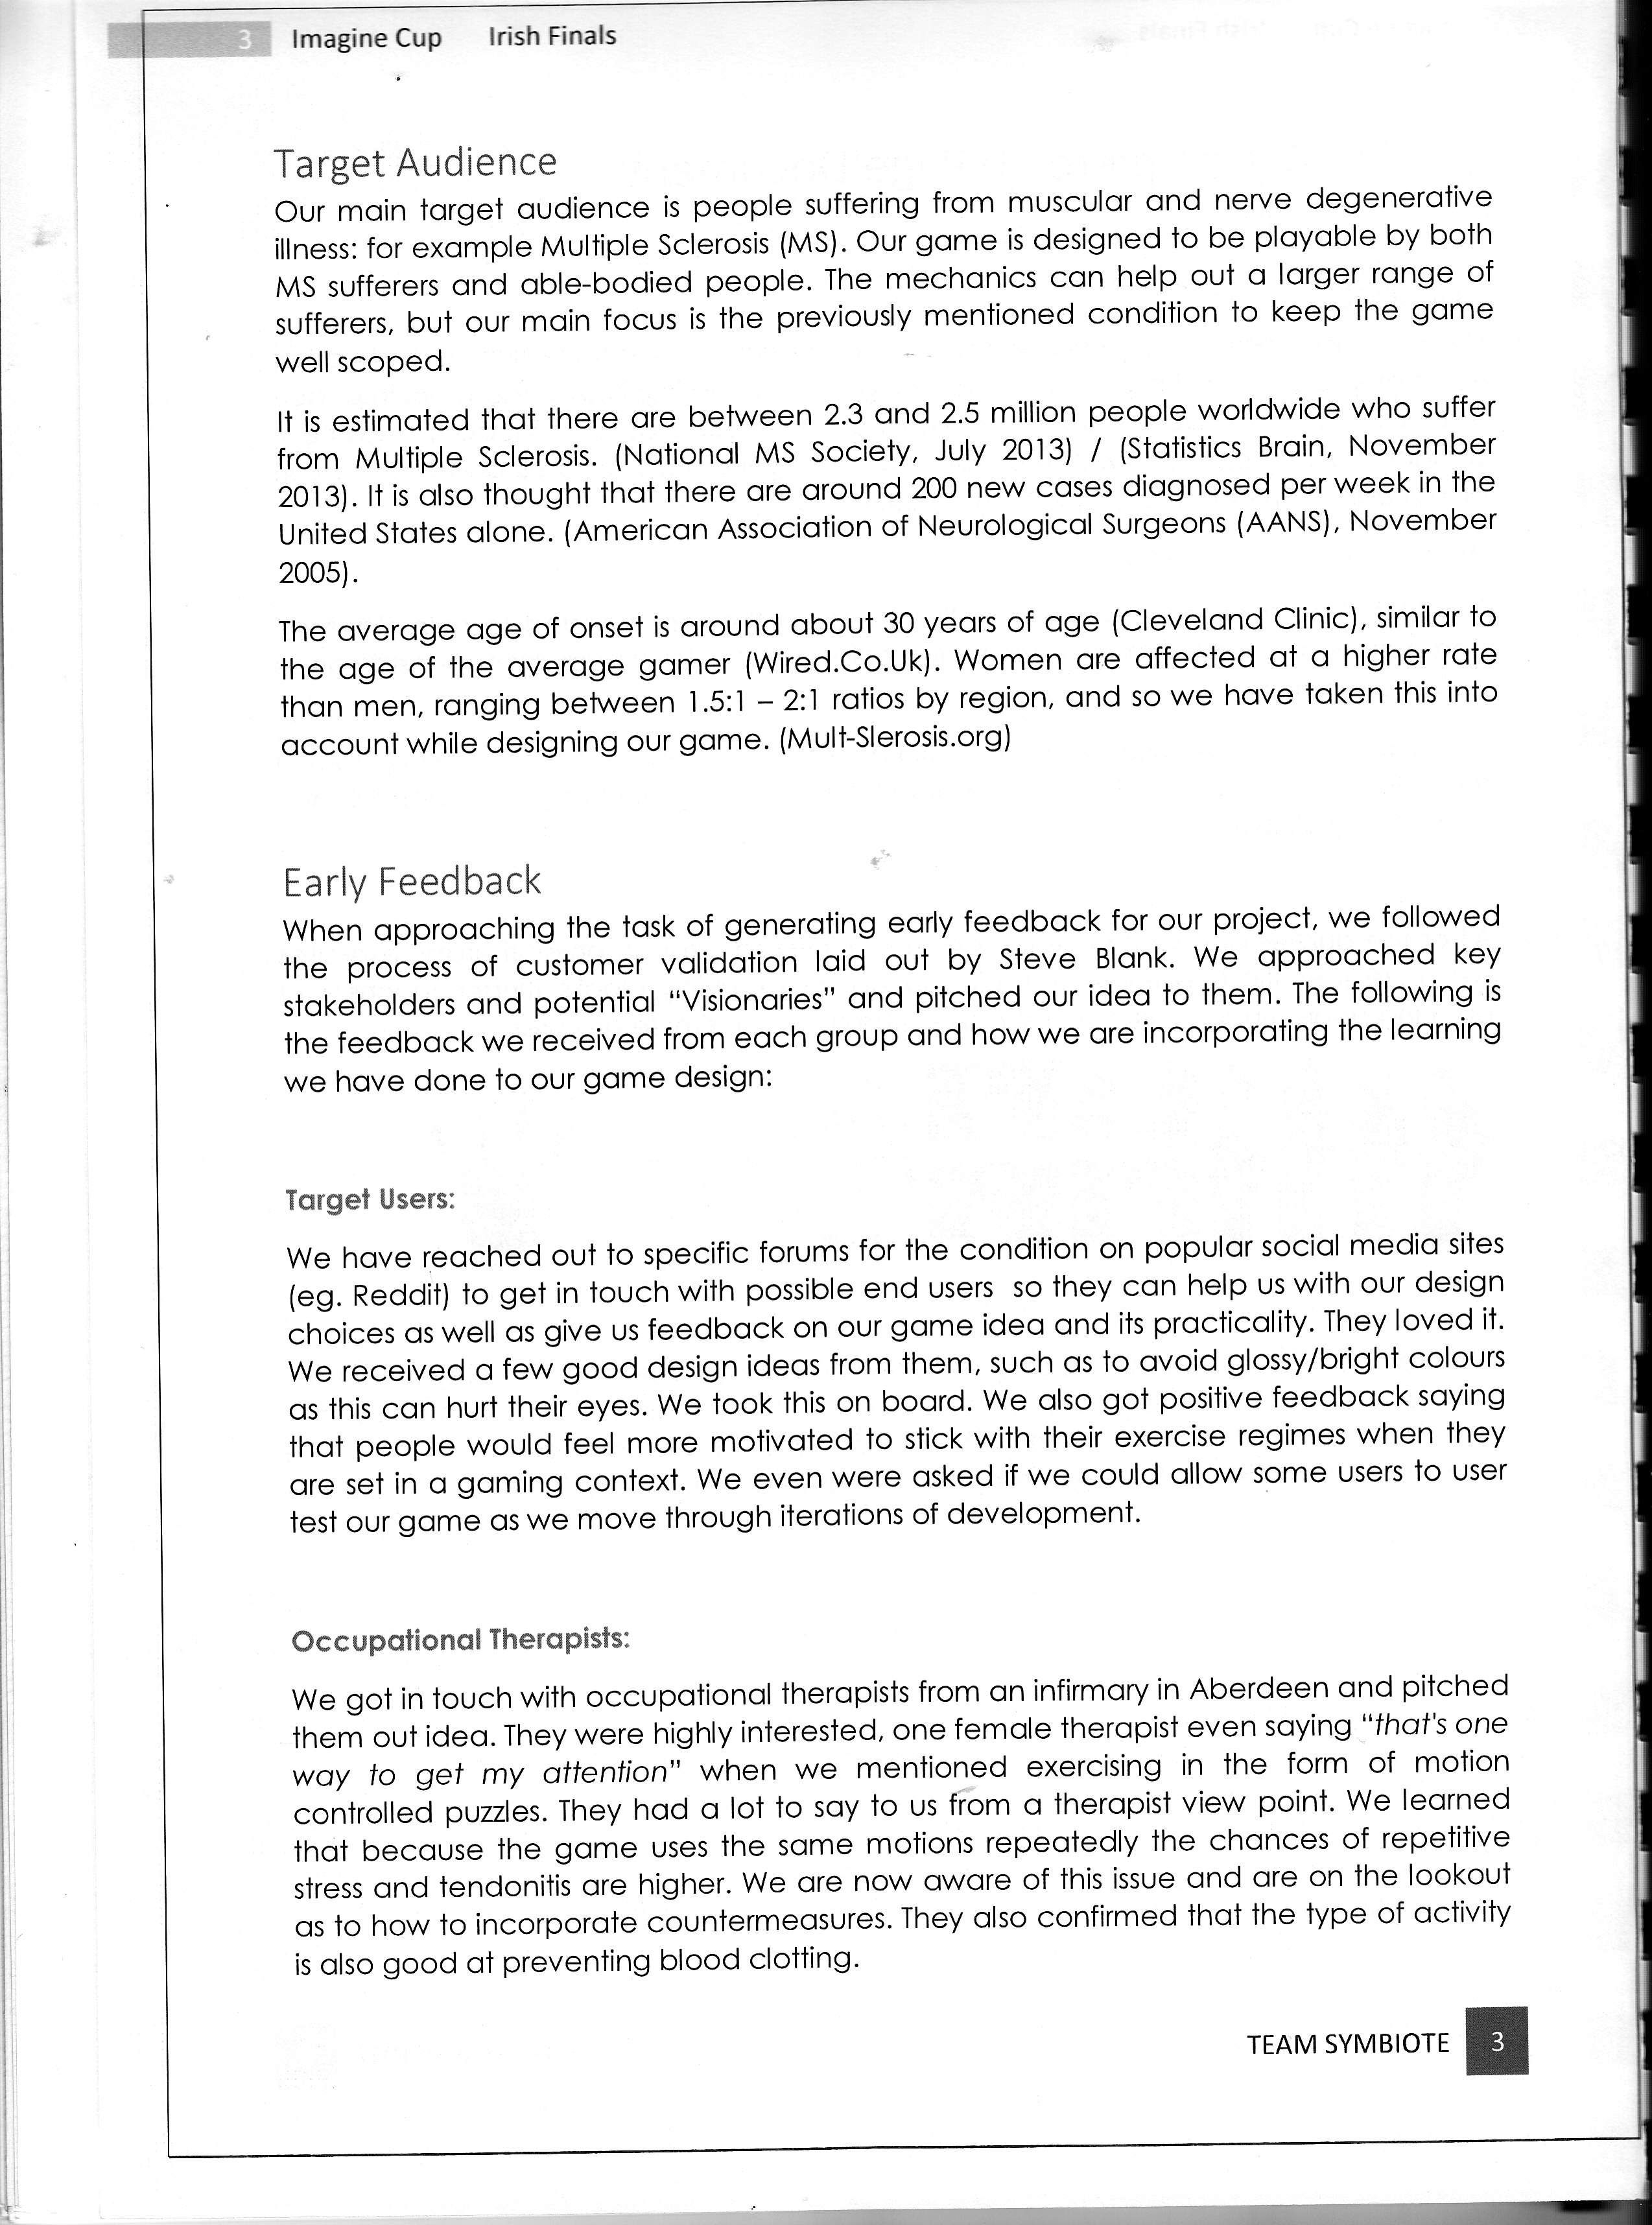 3 Imagine Cup Irish Finals
Target Audience
Our main target audience is people suffering from muscular and nerve degenerative
illness: for example Multiple Sclerosis (MS). Our game is designed to be playable by both
MS sufferers and able-bodied people. The mechanics can help out a larger range of
sufferers, but our main focus is the previously mentioned condition to keep the game
well scoped.
It is estimated that there are between 2.3 and 2.5 million people worldwide who suffer
from Multiple Sclerosis. (National MS Society, July 2013) / (Statistics Brain, November
2013). It is also thought that there are around 200 new cases diagnosed per week in the
United States alone. (American Association of Neurological Surgeons (AANS), November
2005).
The average age of onset is around about 30 years of age (Cleveland Clinic), similar to
the age of the average gamer (Wired.Co.Uk). Women are affected at a higher rate
than men, ranging between 1.5:1 – 2:1 ratios by region, and so we have taken this into
account while designing our game. (Mult-Slerosis.org)
Early Feedback
When approaching the task of generating early feedback for our project, we followed
the process of customer validation laid out by Steve Blank. We approached key
stakeholders and potential “Visionaries” and pitched our idea to them. The following is
the feedback we received from each group and how we are incorporating the learning
we have done to our game design:
Target Users:
We have reached out to specific forums for the condition on popular social media sites
(eg. Reddit) to get in touch with possible end users so they can help us with our design
choices as well as give us feedback on our game idea and its practicality. They loved it.
We received a few good design ideas from them, such as to avoid glossy/bright colours
as this can hurt their eyes. We took this on board. We also got positive feedback saying
that people would feel more motivated to stick with their exercise regimes when they
are set in a gaming context. We even were asked if we could allow some users to user
test our game as we move through iterations of development.
Occupational Therapists:
We got in touch with occupational therapists from an infirmary in Aberdeen and pitched
them out idea. They were highly interested, one female therapist even saying “that's one
way to get my attention” when we mentioned exercising in the form of motion
controlled puzzles. They had a lot to say to us from a therapist view point. We learned
that because the game uses the same motions repeatedly the chances of repetitive
stress and tendonitis are higher. We are now aware of this issue and are on the lookout
as to how to incorporate countermeasures. They also confirmed that the type of activity
is also good at preventing blood clotting.
TEAM SYMBIOTE 3